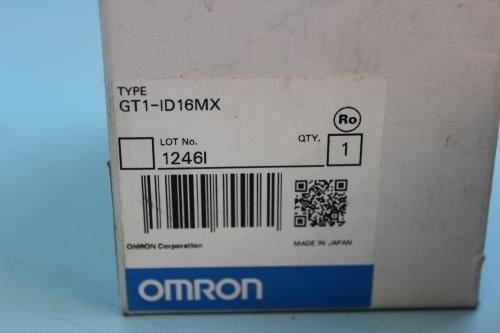 TYPE
GT1-ID16MX
Ro
LOT No.
QTY.
1246I
1
OMRON Corporation
MADE IN JAPAN
OMRON